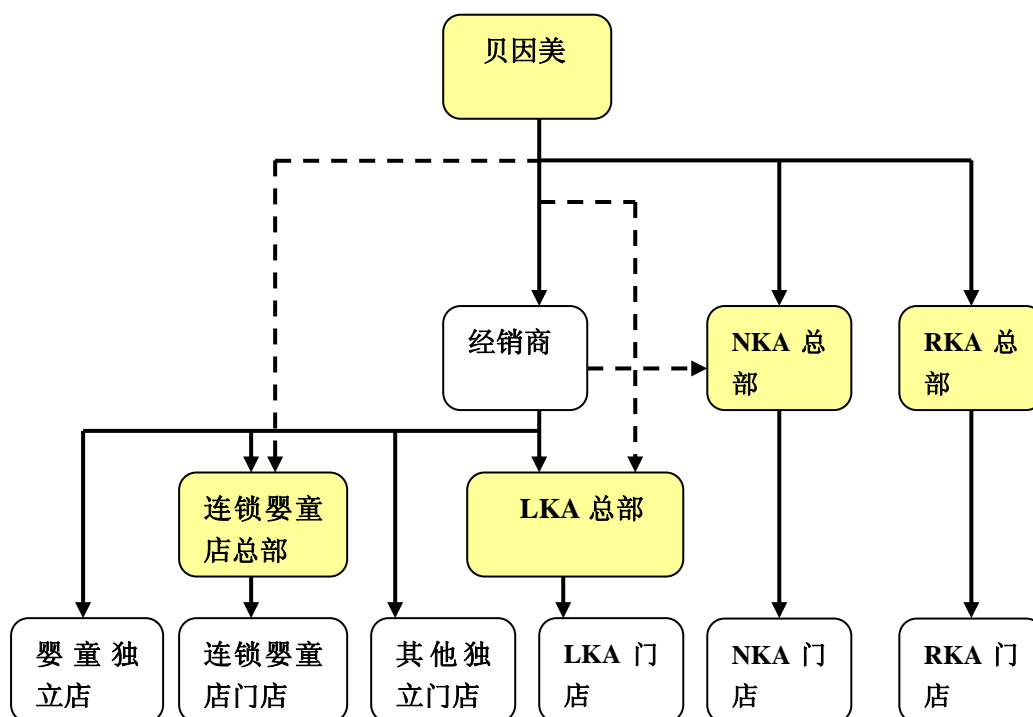 贝因美
经销商
NKA 总
部
RKA 总
部
连锁婴童
店总部
LKA 总部
婴童独
立店
连锁婴童
店门店
其他独
立门店
LKA 门
店
NKA 门
店
RKA 门
店